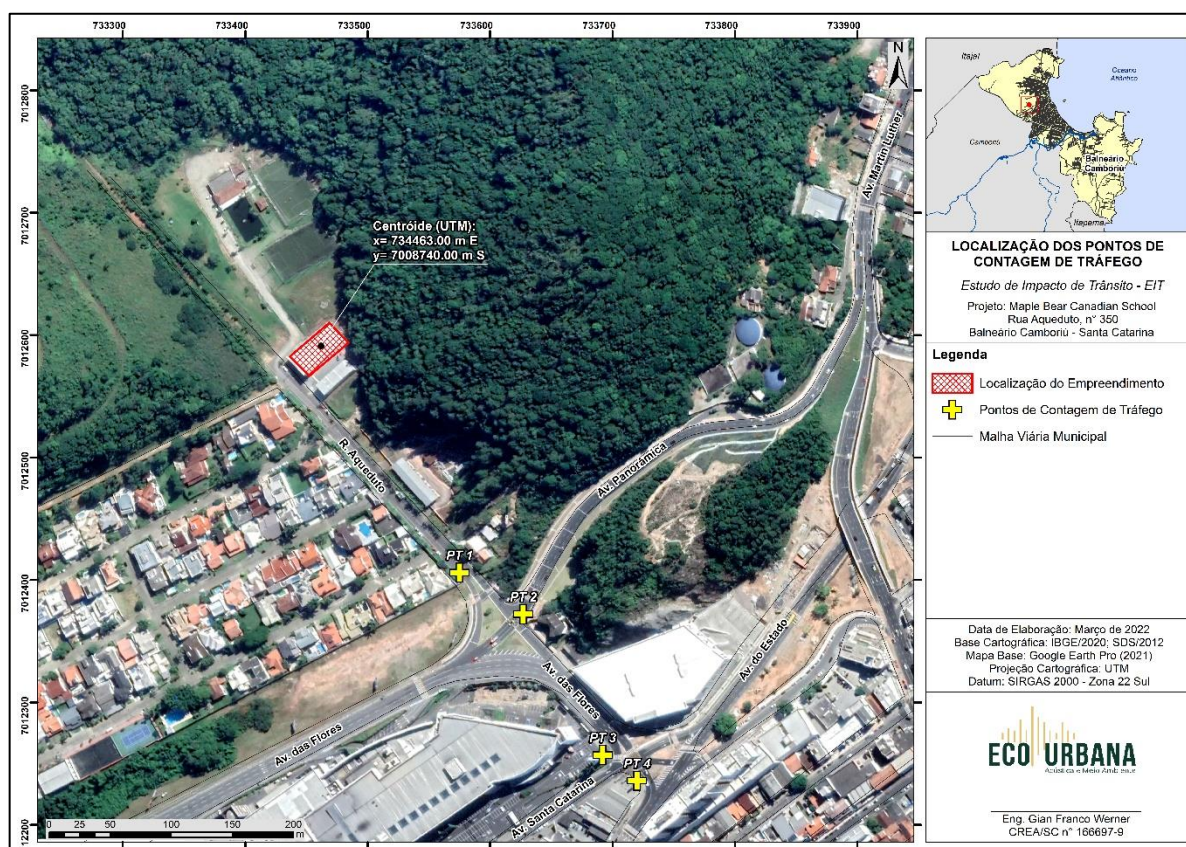 733300
733400
733500
733600
733700
733800
733900
7012800
7012700
7012600
7012500
7012400
7012300
12200
N
Av. Martin Luther
Centróide (UTM):
x= 734463.00 m E
y= 7008740.00 m S
R. Aqueduto
Av. Panorâmica
PT 1
PT 2
Av. do Estado
Av. das Flores
Av. das Flores
PT 3
PT 4
Av. Santa Catarina
0 25 50 100 150 200
m
Itajaí
Oceano
Atlântico
Camboriú
Balneário
Camboriú
Itapema
LOCALIZAÇÃO DOS PONTOS DE
CONTAGEM DE TRÁFEGO
Estudo de Impacto de Trânsito - EIT
Projeto: Maple Bear Canadian School
Rua Aqueduto, n° 350
Balneário Camboriú - Santa Catarina
Legenda
Localização do Empreendimento
Pontos de Contagem de Tráfego
Malha Viária Municipal
Data de Elaboração: Março de 2022
Base Cartográfica: IBGE/2020; SDS/2012
Mapa Base: Google Earth Pro (2021)
Projeção Cartográfica: UTM
Datum: SIRGAS 2000 - Zona 22 Sul
ECO URBANA
Acústica e Meio Ambiente
Eng. Gian Franco Werner
CREA/SC n° 166697-9